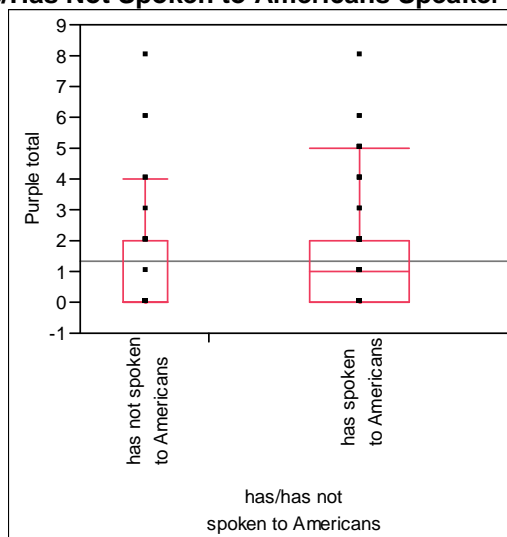 /Has Not Spoken to Americans Speaker
9
8
7
6
5
4
3
2
1
0
-1
Purple total
has not spoken
to Americans
has spoken
to Americans
has/has not
spoken to Americans